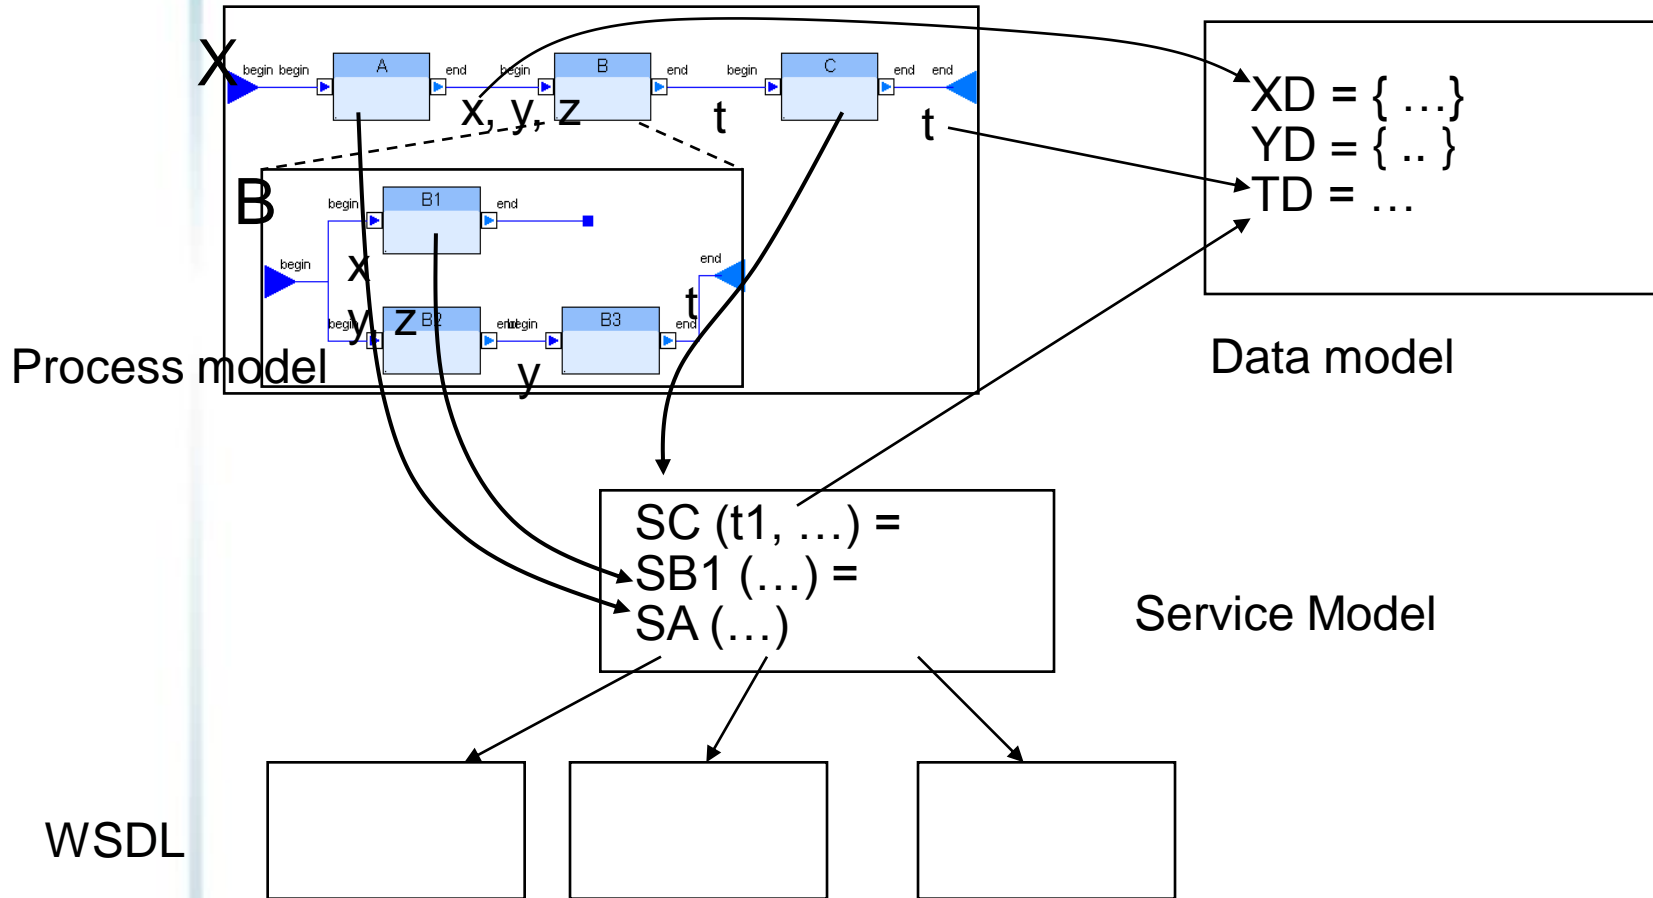 X
begin begin A end begin B end begin C end end
x, y, z t t
B
begin B1 end
begin x end
y, z t
begin B2 end begin B3 end
y
Process model
XD = { …}
YD = { .. }
TD = …
Data model
SC (t1, …) =
SB1 (…) =
SA (…)
Service Model
WSDL